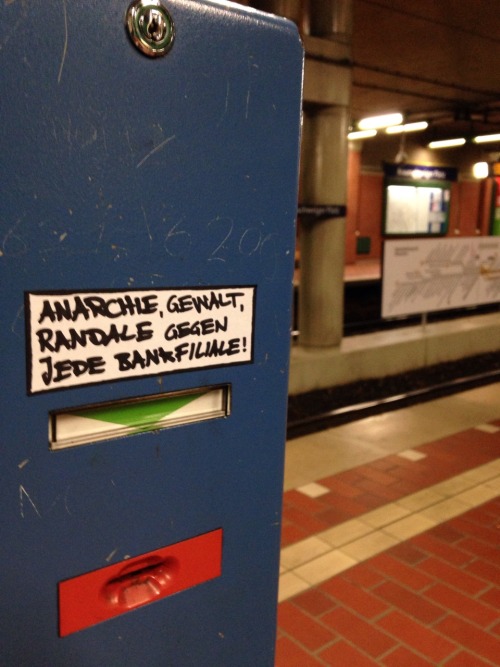 ANARCHIE, GEWALT,
RANDALE GEGEN
JEDE BANKFILIALE!